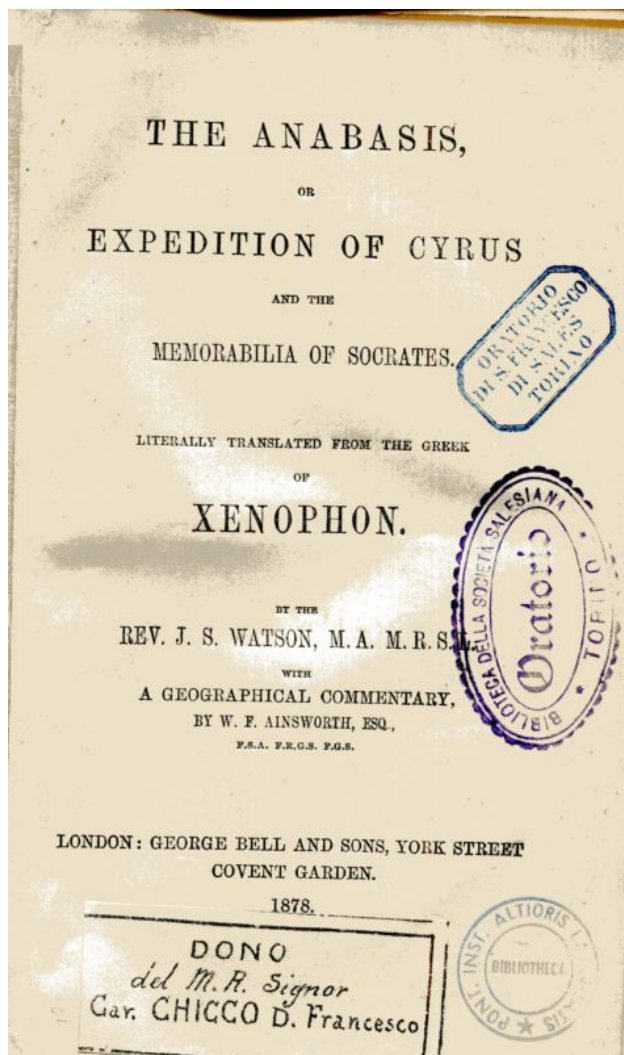 THE ANABASIS,
OR
EXPEDITION OF CYRUS
AND THE
MEMORABILIA OF SOCRATES.
ORATORIO
DI S. FRANCESCO
DI SALES
TORINO
LITERALLY TRANSLATED FROM THE GREEK
OF
XENOPHON.
BIBLIOTECA DELLA SOCIETÀ SALESIANA
Oratorio
* TORINO *
BY THE
REV. J. S. WATSON, M. A. M. R. S. L.
WITH
A GEOGRAPHICAL COMMENTARY,
BY W. F. AINSWORTH, ESQ.,
F.S.A. F.R.G.S. F.G.S.
LONDON: GEORGE BELL AND SONS, YORK STREET
COVENT GARDEN.
1878.
DONO
del M. R. Signor
Cav. CHICCO D. Francesco
PONT. INST. ALTIORIS
BIBLIOTHECA